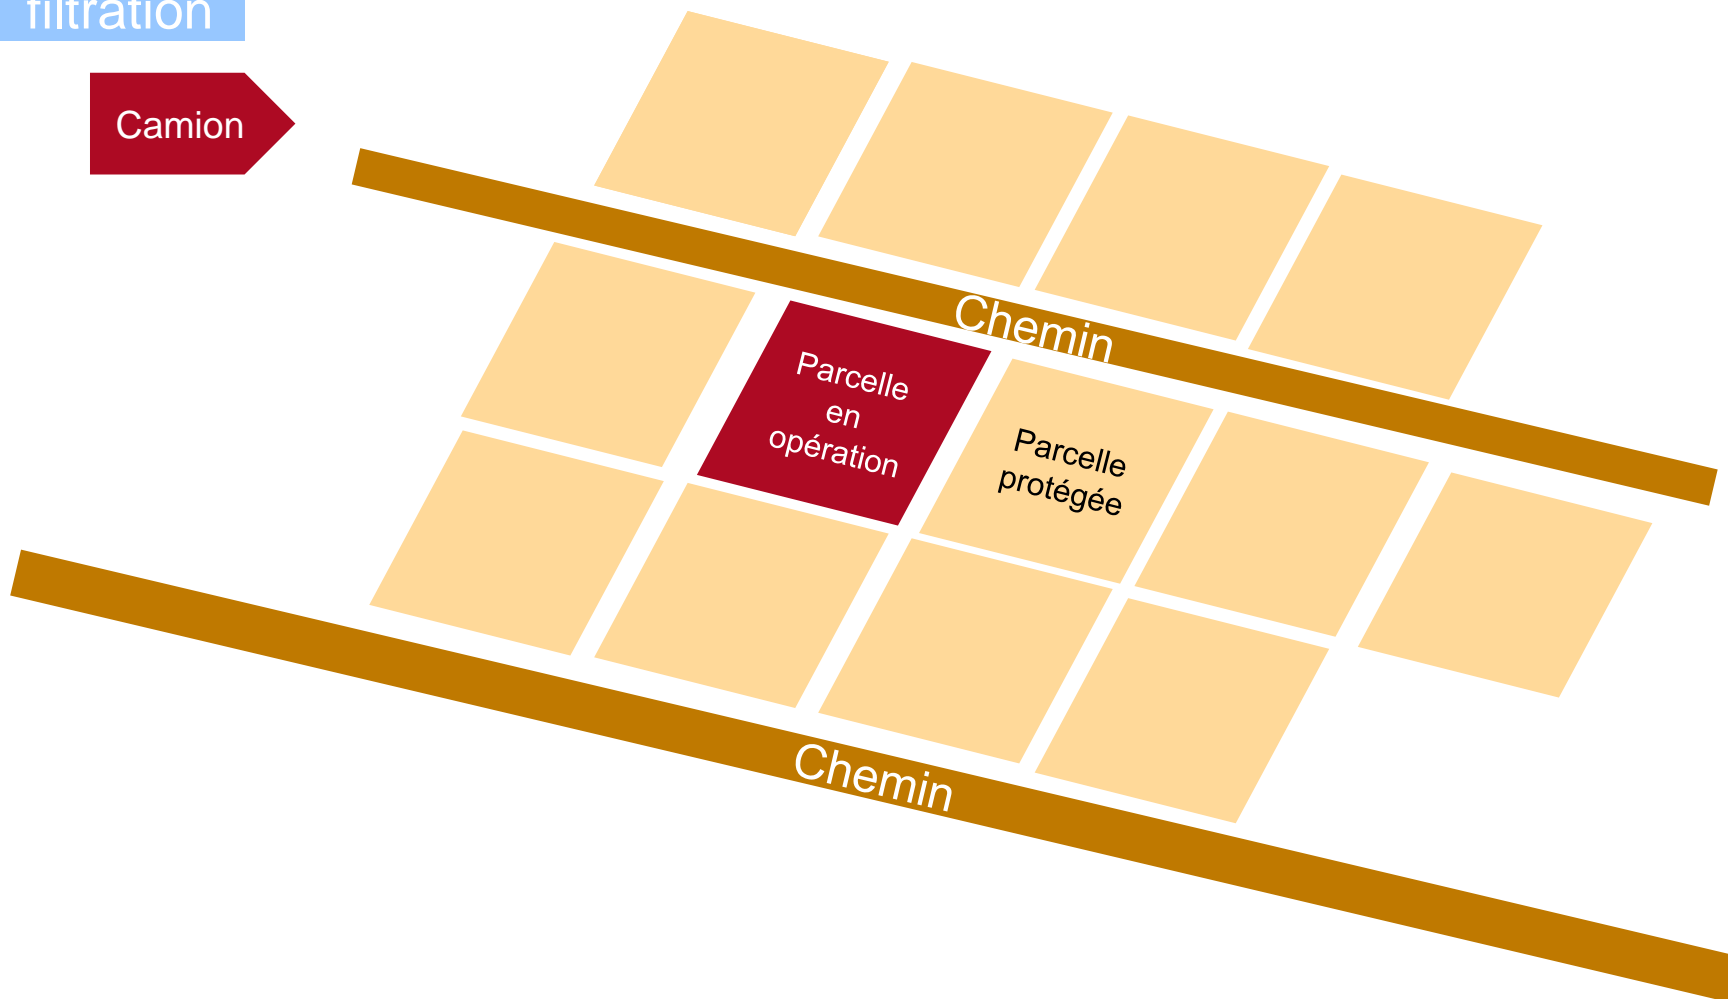 filtration
Camion
Chemin
Parcelle
en
opération
Parcelle
protégée
Chemin